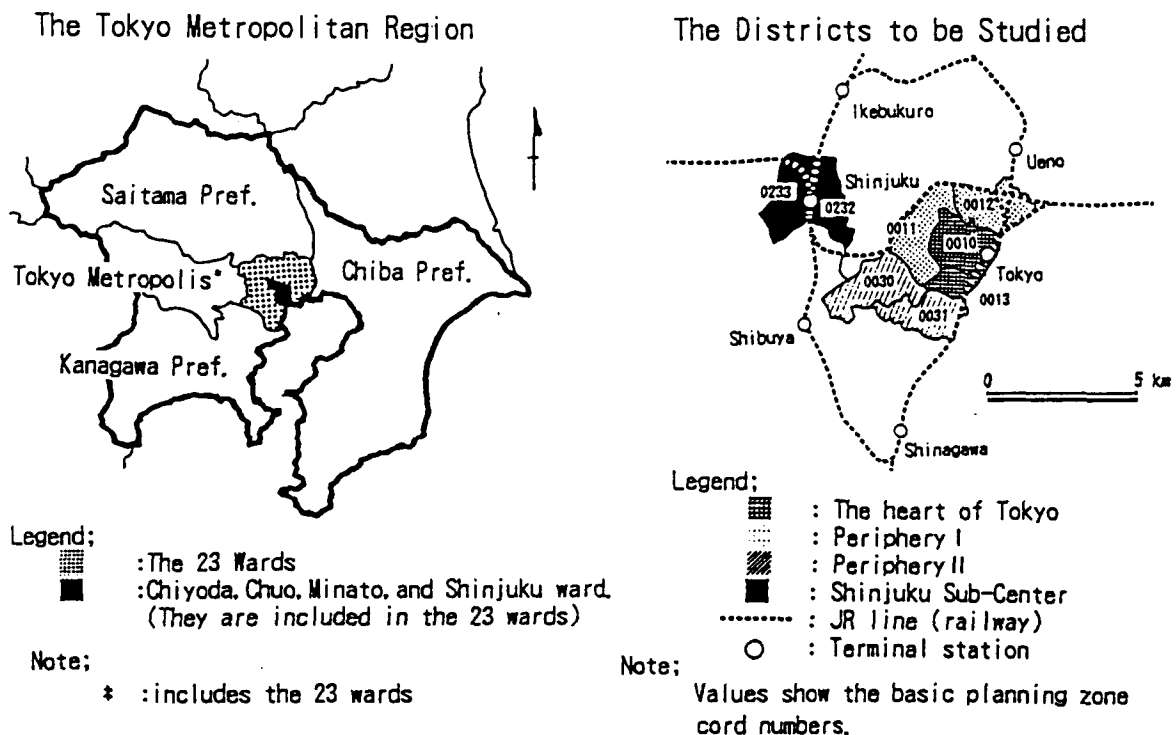 The Tokyo Metropolitan Region
Saitama Pref.
Tokyo Metropolis*
Chiba Pref.
Kanagawa Pref.
Legend;
:The 23 Wards
:Chiyoda, Chuo, Minato, and Shinjuku ward.
(They are included in the 23 wards)
Note;
* :includes the 23 wards
The Districts to be Studied
Ikebukuro
Ueno
Shinjuku
0233
0232
0012
0011
0010
Tokyo
0030
0013
0031
Shibuya
0 5 km
Shinagawa
Legend;
: The heart of Tokyo
: Periphery I
: Periphery II
: Shinjuku Sub-Center
: JR line (railway)
: Terminal station
Note;
Values show the basic planning zone
cord numbers.